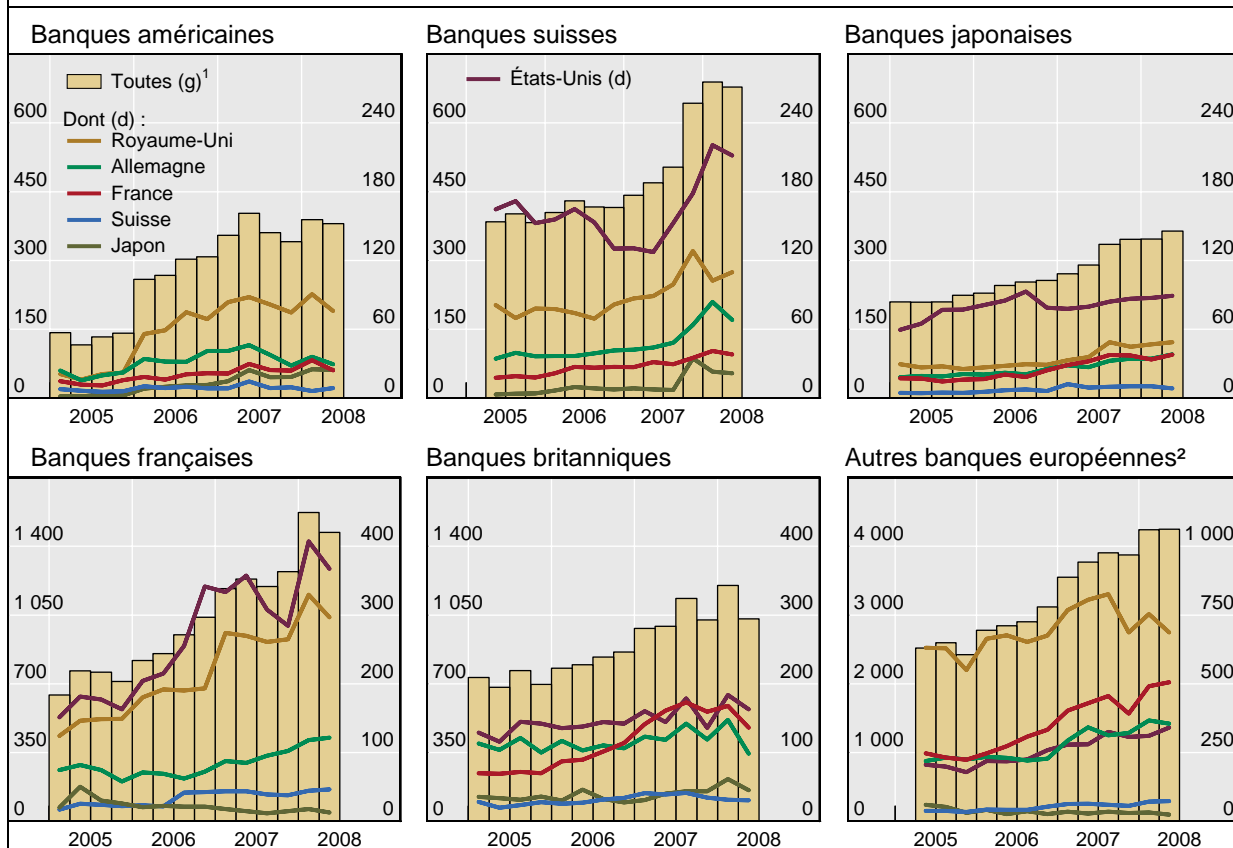 Banques américaines
Toutes (g)1
Dont (d) :
Royaume-Uni
Allemagne
France
Suisse
Japon
600 240
450 180
300 120
150 60
0 0
2005 2006 2007 2008
Banques suisses
États-Unis (d)
600 240
450 180
300 120
150 60
0 0
2005 2006 2007 2008
Banques japonaises
600 240
450 180
300 120
150 60
0 0
2005 2006 2007 2008
Banques françaises
1 400 400
1 050 300
700 200
350 100
0 0
2005 2006 2007 2008
Banques britanniques
1 400 400
1 050 300
700 200
350 100
0 0
2005 2006 2007 2008
Autres banques européennes²
4 000 1 000
3 000 750
2 000 500
1 000 250
0 0
2005 2006 2007 2008